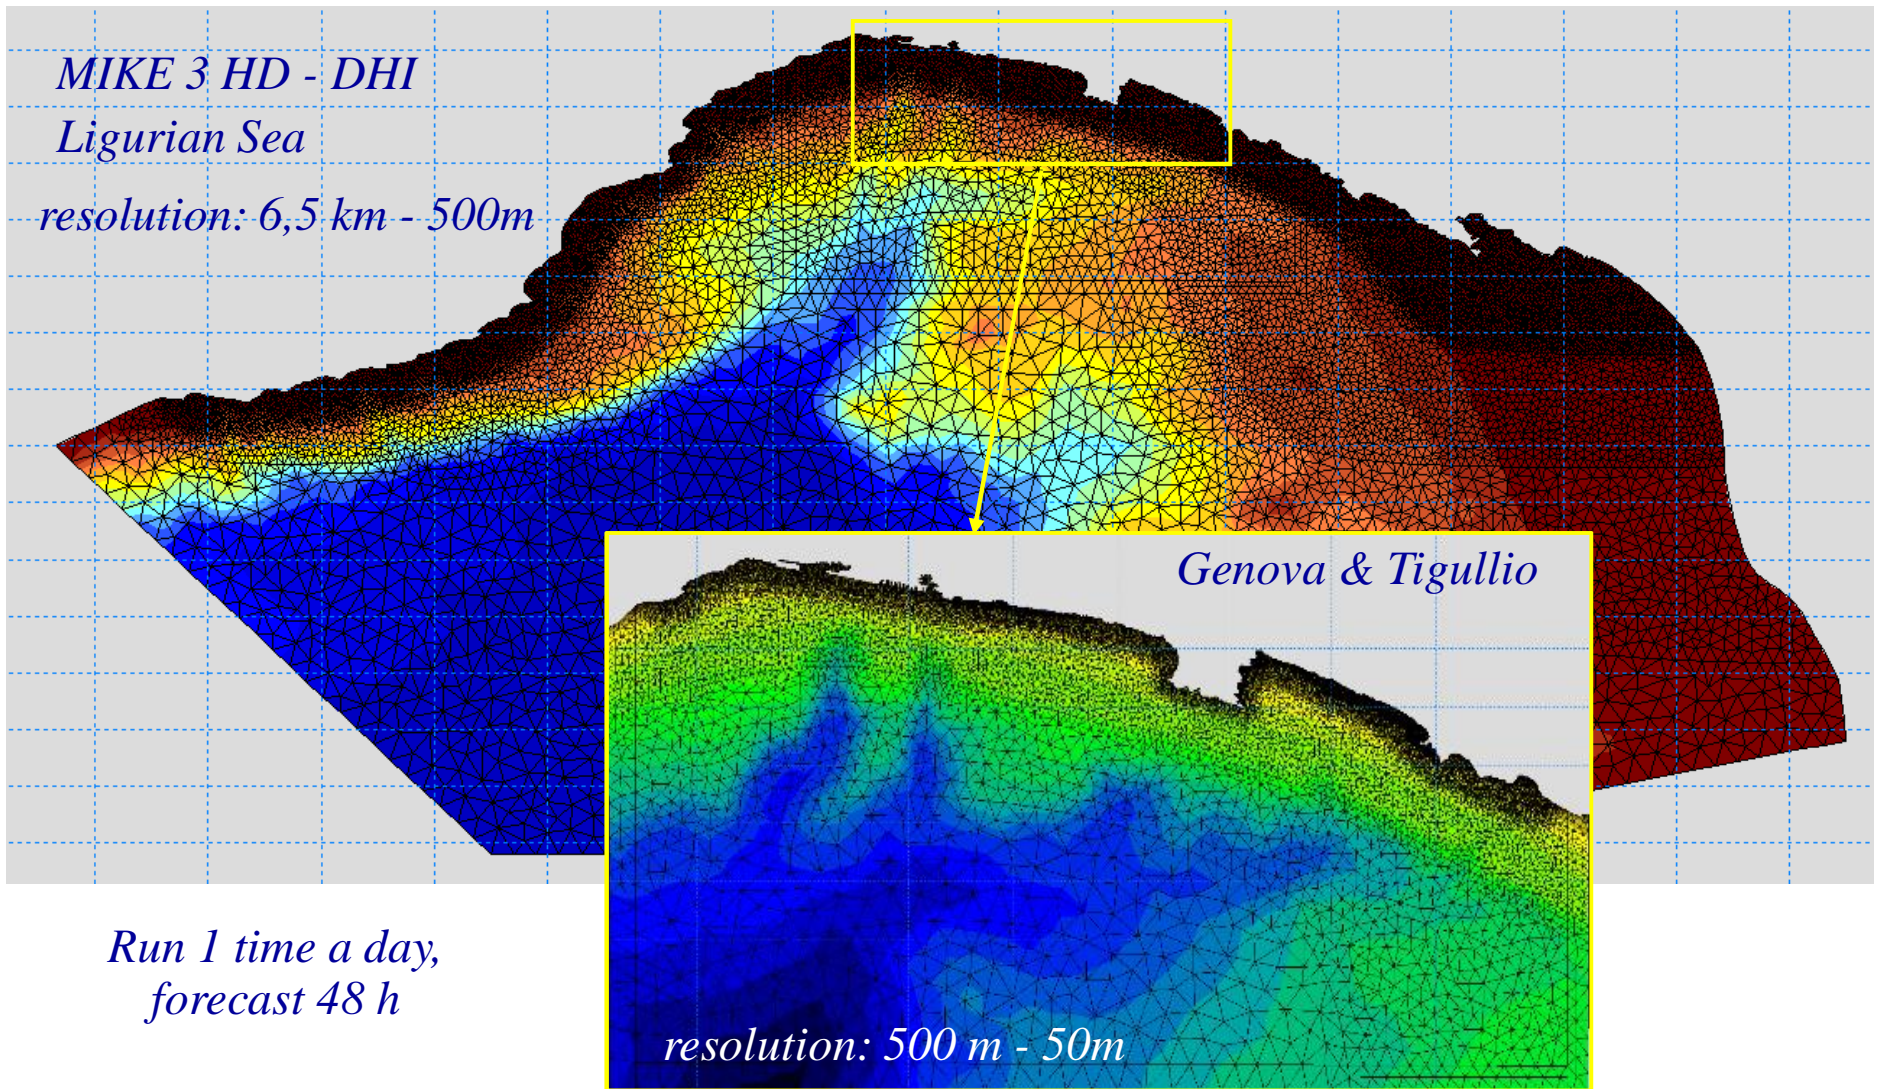 MIKE 3 HD - DHI
Ligurian Sea
resolution: 6,5 km - 500m
Genova & Tigullio
resolution: 500 m - 50m
Run 1 time a day,
forecast 48 h